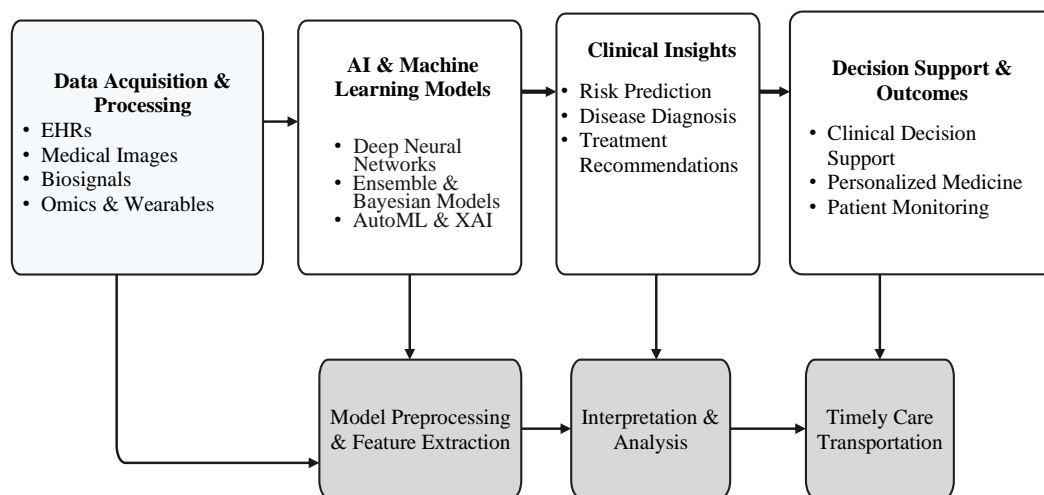 Data Acquisition &
Processing
• EHRs
• Medical Images
• Biosignals
• Omics & Wearables
AI & Machine
Learning Models
• Deep Neural
Networks
• Ensemble &
Bayesian Models
• AutoML & XAI
Clinical Insights
• Risk Prediction
• Disease Diagnosis
• Treatment
Recommendations
Decision Support &
Outcomes
• Clinical Decision
Support
• Personalized Medicine
• Patient Monitoring
Model Preprocessing
& Feature Extraction
Interpretation &
Analysis
Timely Care
Transportation